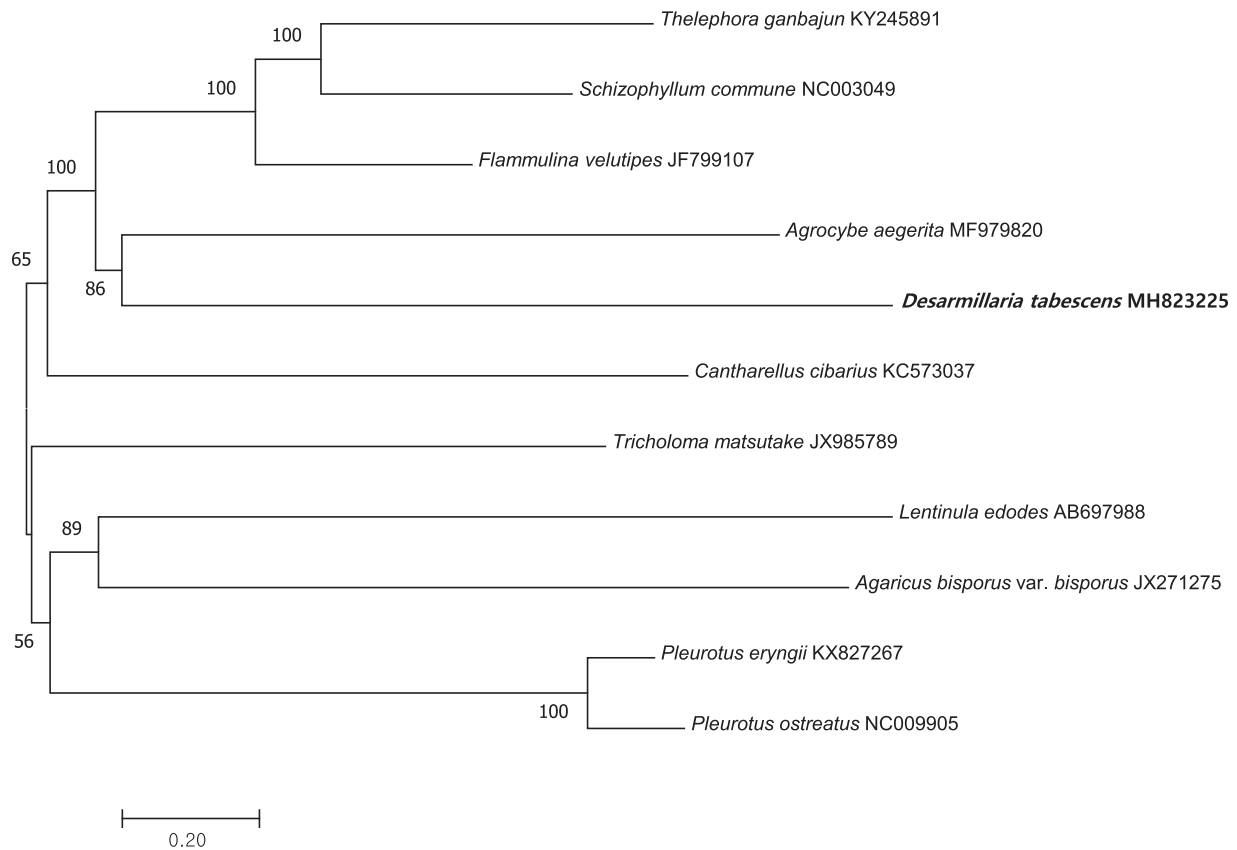 Thelephora ganbajun KY245891
100
Schizophyllum commune NC003049
100
Flammulina velutipes JF799107
100
Agrocybe aegerita MF979820
65
86
Desarmillaria tabescens MH823225
Cantharellus cibarius KC573037
Tricholoma matsutake JX985789
Lentinula edodes AB697988
89
Agaricus bisporus var. bisporus JX271275
56
Pleurotus eryngii KX827267
100
Pleurotus ostreatus NC009905
0.20